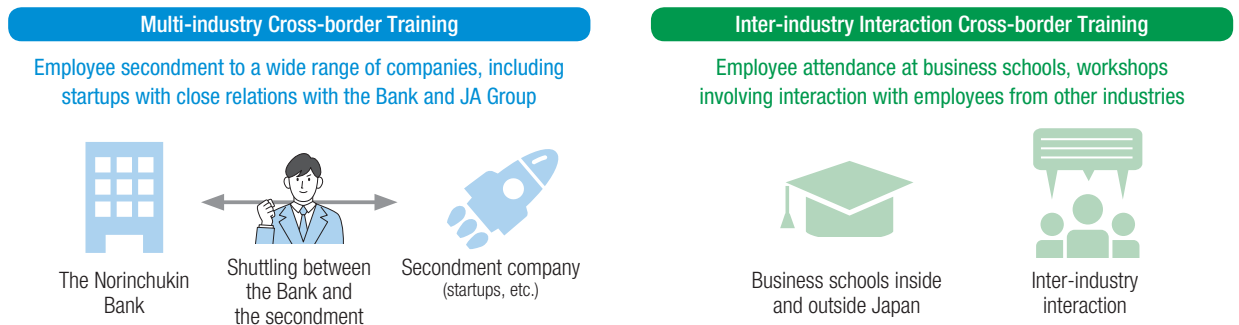 Multi-industry Cross-border Training
Employee secondment to a wide range of companies, including
startups with close relations with the Bank and JA Group
The Norinchukin
Bank
Shuttling between
the Bank and
the secondment
Secondment company
(startups, etc.)
Inter-industry Interaction Cross-border Training
Employee attendance at business schools, workshops
involving interaction with employees from other industries
Business schools inside
and outside Japan
Inter-industry
interaction